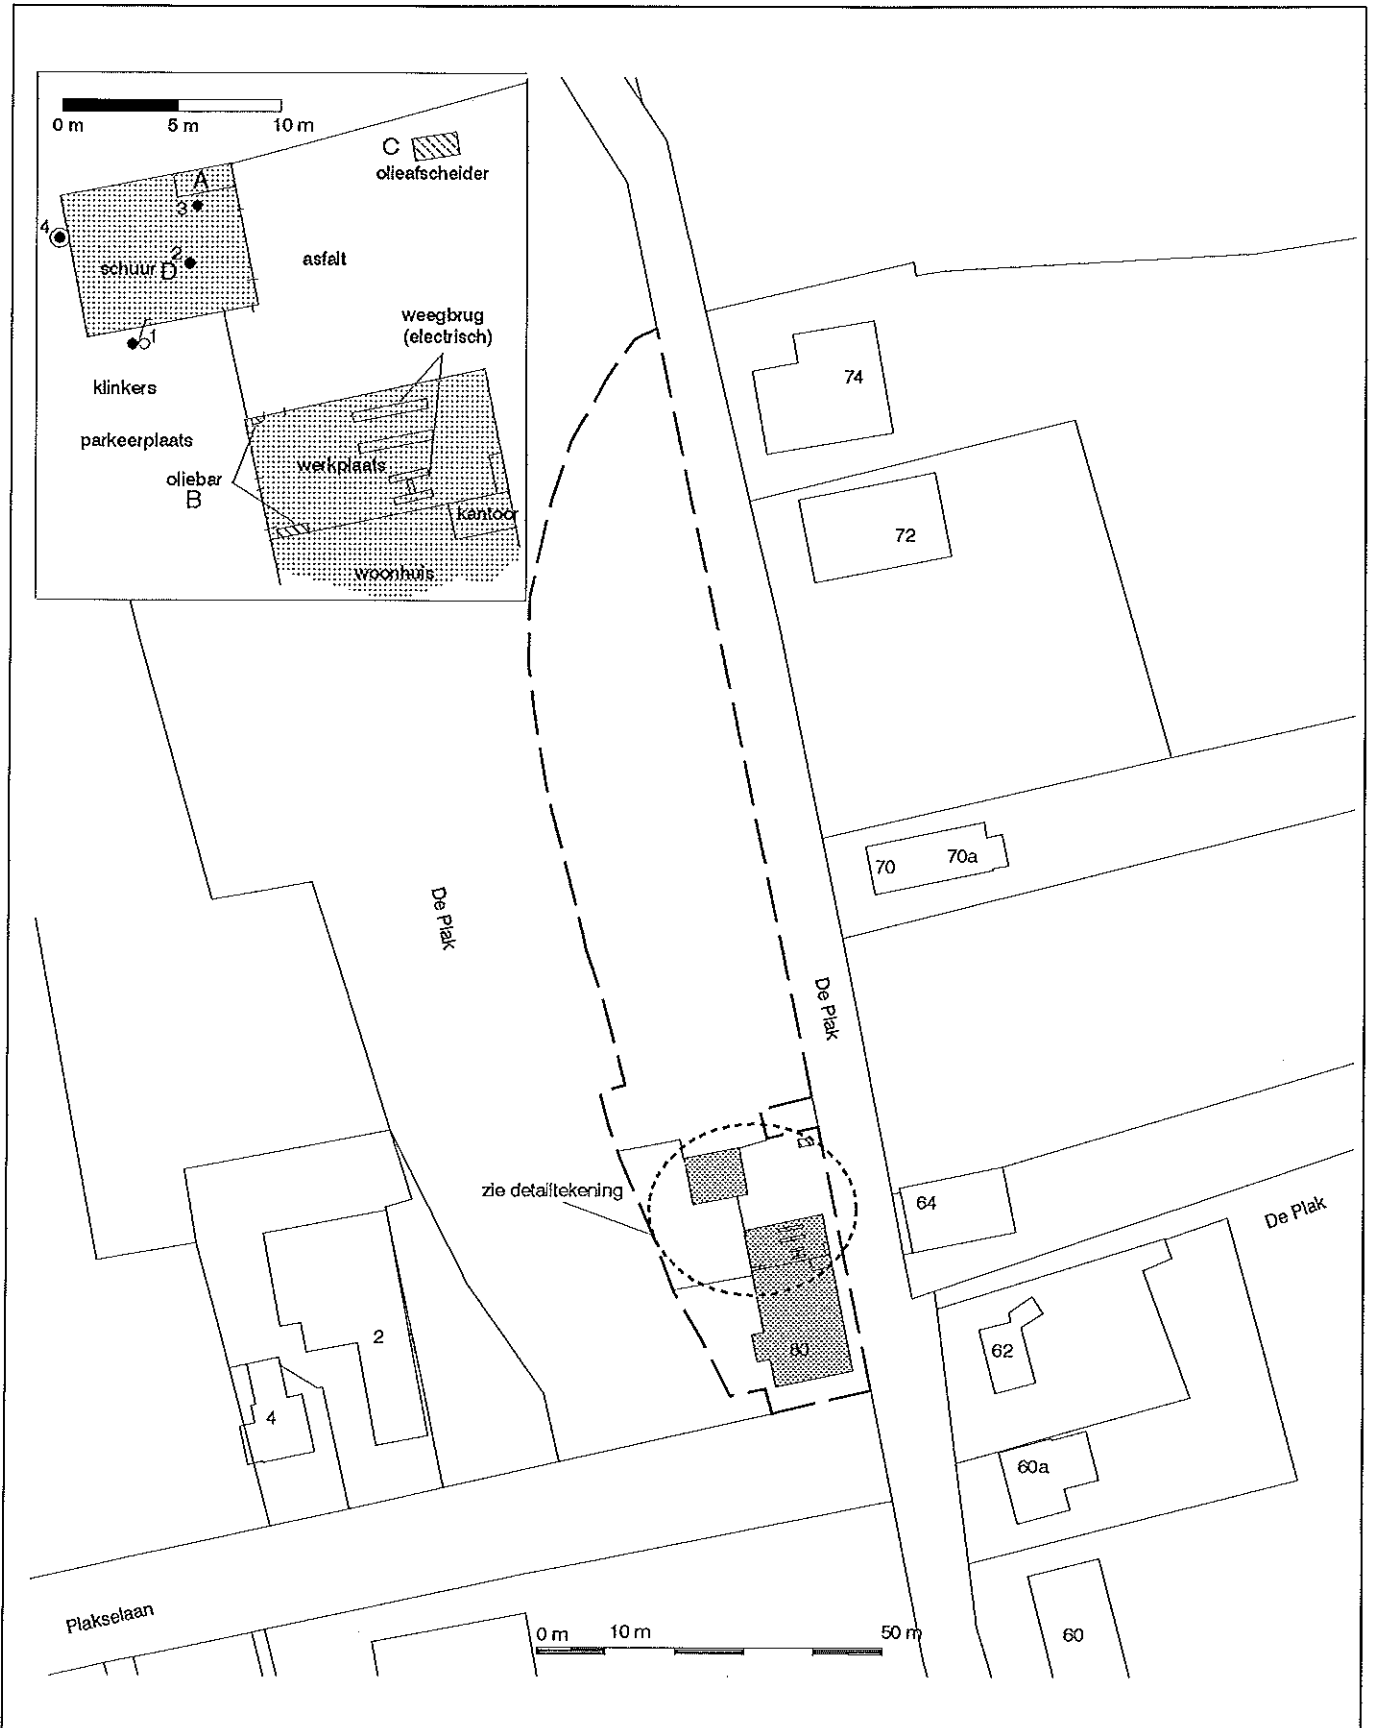 0 m 5 m 10 m
C
olieafscheider
A
3
4
2
schuur D
asfalt
1
weegbrug
(electrisch)
klinkers
parkeerplaats
werkplaats
oliebar
B
kantoor
woonhuis
74
72
70 70a
De Plak
De Plak
zie detailtekening
64
De Plak
2
62
4
60a
Plakselaan
0 m 10 m 50 m
60